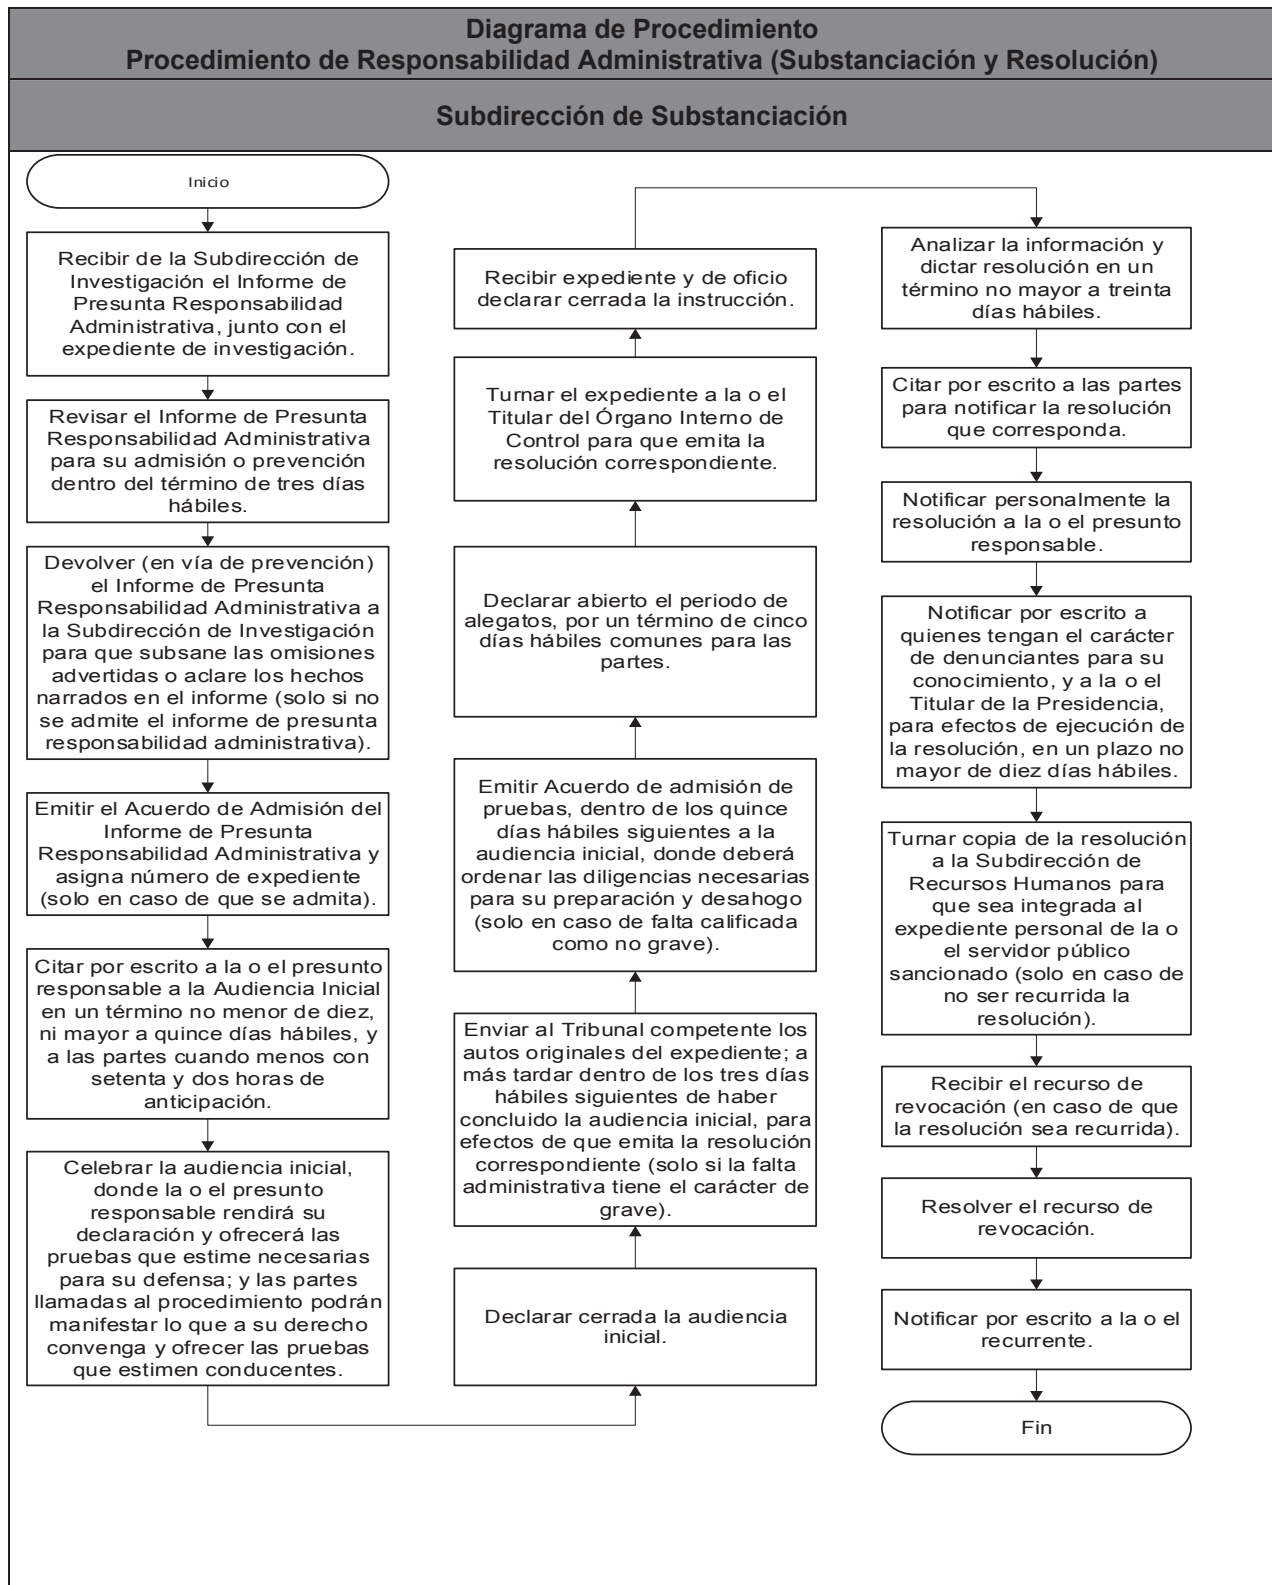 Diagrama de Procedimiento
Procedimiento de Responsabilidad Administrativa (Substanciación y Resolución)
Subdirección de Substanciación
Inicio
Recibir de la Subdirección de
Investigación el Informe de
Presunta Responsabilidad
Administrativa, junto con el
expediente de investigación.
Revisar el Informe de Presunta
Responsabilidad Administrativa
para su admisión o prevención
dentro del término de tres días
hábiles.
Devolver (en vía de prevención)
el Informe de Presunta
Responsabilidad Administrativa a
la Subdirección de Investigación
para que subsane las omisiones
advertidas o aclare los hechos
narrados en el informe (solo si no
se admite el informe de presunta
responsabilidad administrativa).
Emitir el Acuerdo de Admisión del
Informe de Presunta
Responsabilidad Administrativa y
asigna número de expediente
(solo en caso de que se admita).
Citar por escrito a la o el presunto
responsable a la Audiencia Inicial
en un término no menor de diez,
ni mayor a quince días hábiles, y
a las partes cuando menos con
setenta y dos horas de
anticipación.
Celebrar la audiencia inicial,
donde la o el presunto
responsable rendirá su
declaración y ofrecerá las
pruebas que estime necesarias
para su defensa; y las partes
llamadas al procedimiento podrán
manifestar lo que a su derecho
convenga y ofrecer las pruebas
que estimen conducentes.
Declarar cerrada la audiencia
inicial.
Enviar al Tribunal competente los
autos originales del expediente; a
más tardar dentro de los tres días
hábiles siguientes de haber
concluido la audiencia inicial, para
efectos de que emita la resolución
correspondiente (solo si la falta
administrativa tiene el carácter de
grave).
Emitir Acuerdo de admisión de
pruebas, dentro de los quince
días hábiles siguientes a la
audiencia inicial, donde deberá
ordenar las diligencias necesarias
para su preparación y desahogo
(solo en caso de falta calificada
como no grave).
Declarar abierto el periodo de
alegatos, por un término de cinco
días hábiles comunes para las
partes.
Turnar el expediente a la o el
Titular del Órgano Interno de
Control para que emita la
resolución correspondiente.
Recibir expediente y de oficio
declarar cerrada la instrucción.
Analizar la información y
dictar resolución en un
término no mayor a treinta
días hábiles.
Citar por escrito a las partes
para notificar la resolución
que corresponda.
Notificar personalmente la
resolución a la o el presunto
responsable.
Notificar por escrito a
quienes tengan el carácter
de denunciantes para su
conocimiento, y a la o el
Titular de la Presidencia,
para efectos de ejecución de
la resolución, en un plazo no
mayor de diez días hábiles.
Turnar copia de la resolución
a la Subdirección de
Recursos Humanos para
que sea integrada al
expediente personal de la o
el servidor público
sancionado (solo en caso de
no ser recurrida la
resolución).
Recibir el recurso de
revocación (en caso de que
la resolución sea recurrida).
Resolver el recurso de
revocación.
Notificar por escrito a la o el
recurrente.
Fin